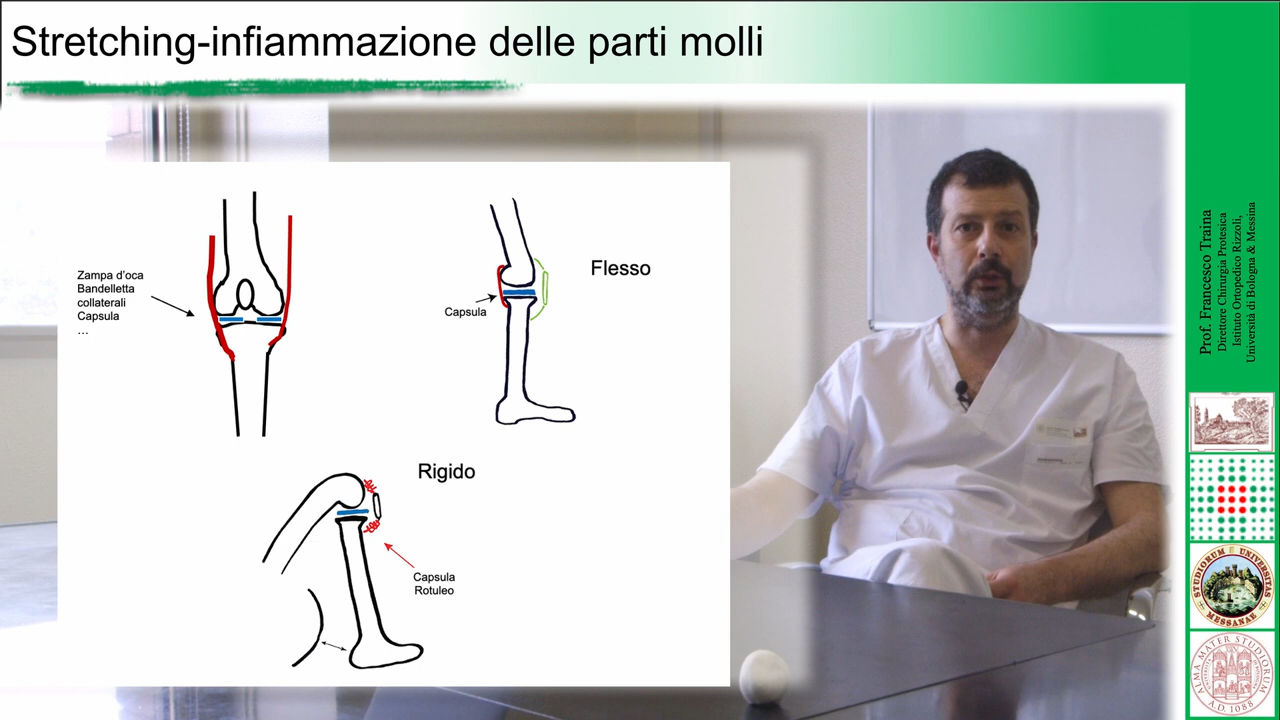 Stretching-infiammazione delle parti molli
Zampa d'oca
Bandelletta
collaterali
Capsula
...
Flesso
Capsula
Rigido
Capsula
Rotuleo
Prof. Francesco Traina
Direttore Chirurgia Protesica
Istituto Ortopedico Rizzoli,
Università di Bologna & Messina
STUDIORUM UNIVERSITAS
MESSANAE
ALMA MATER STUDIORUM
A.D. 1088